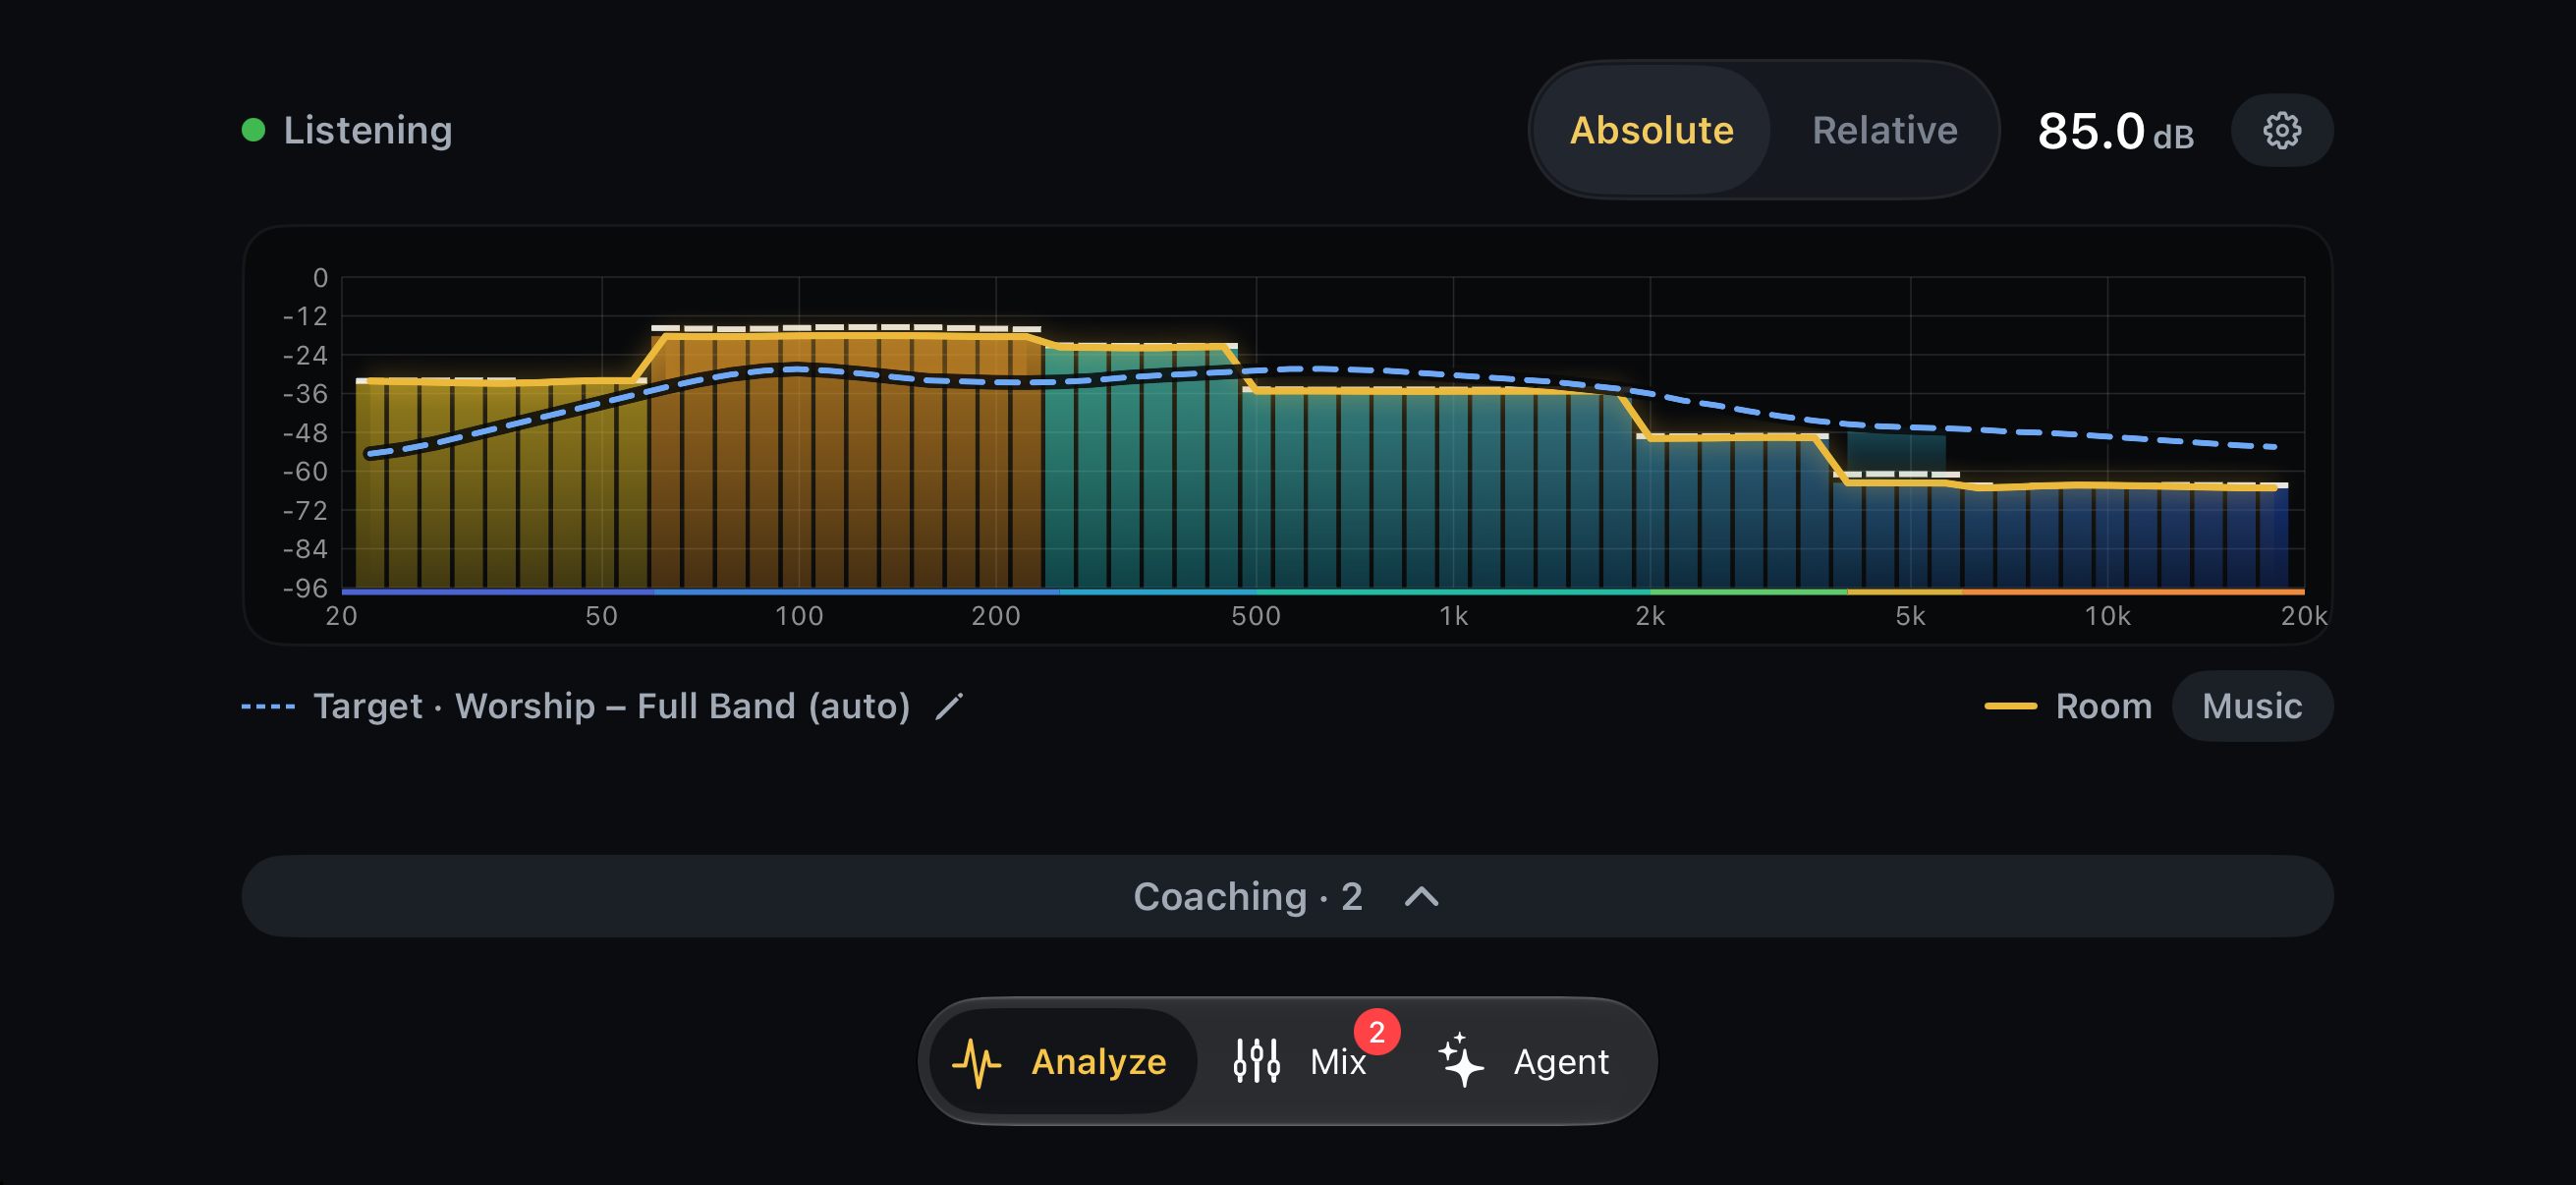 Listening
Absolute Relative 85.0 dB
0
-12
-24
-36
-48
-60
-72
-84
-96
20 50 100 200 500 1k 2k 5k 10k 20k
Target · Worship – Full Band (auto) Room Music
Coaching · 2
Analyze Mix 2 Agent